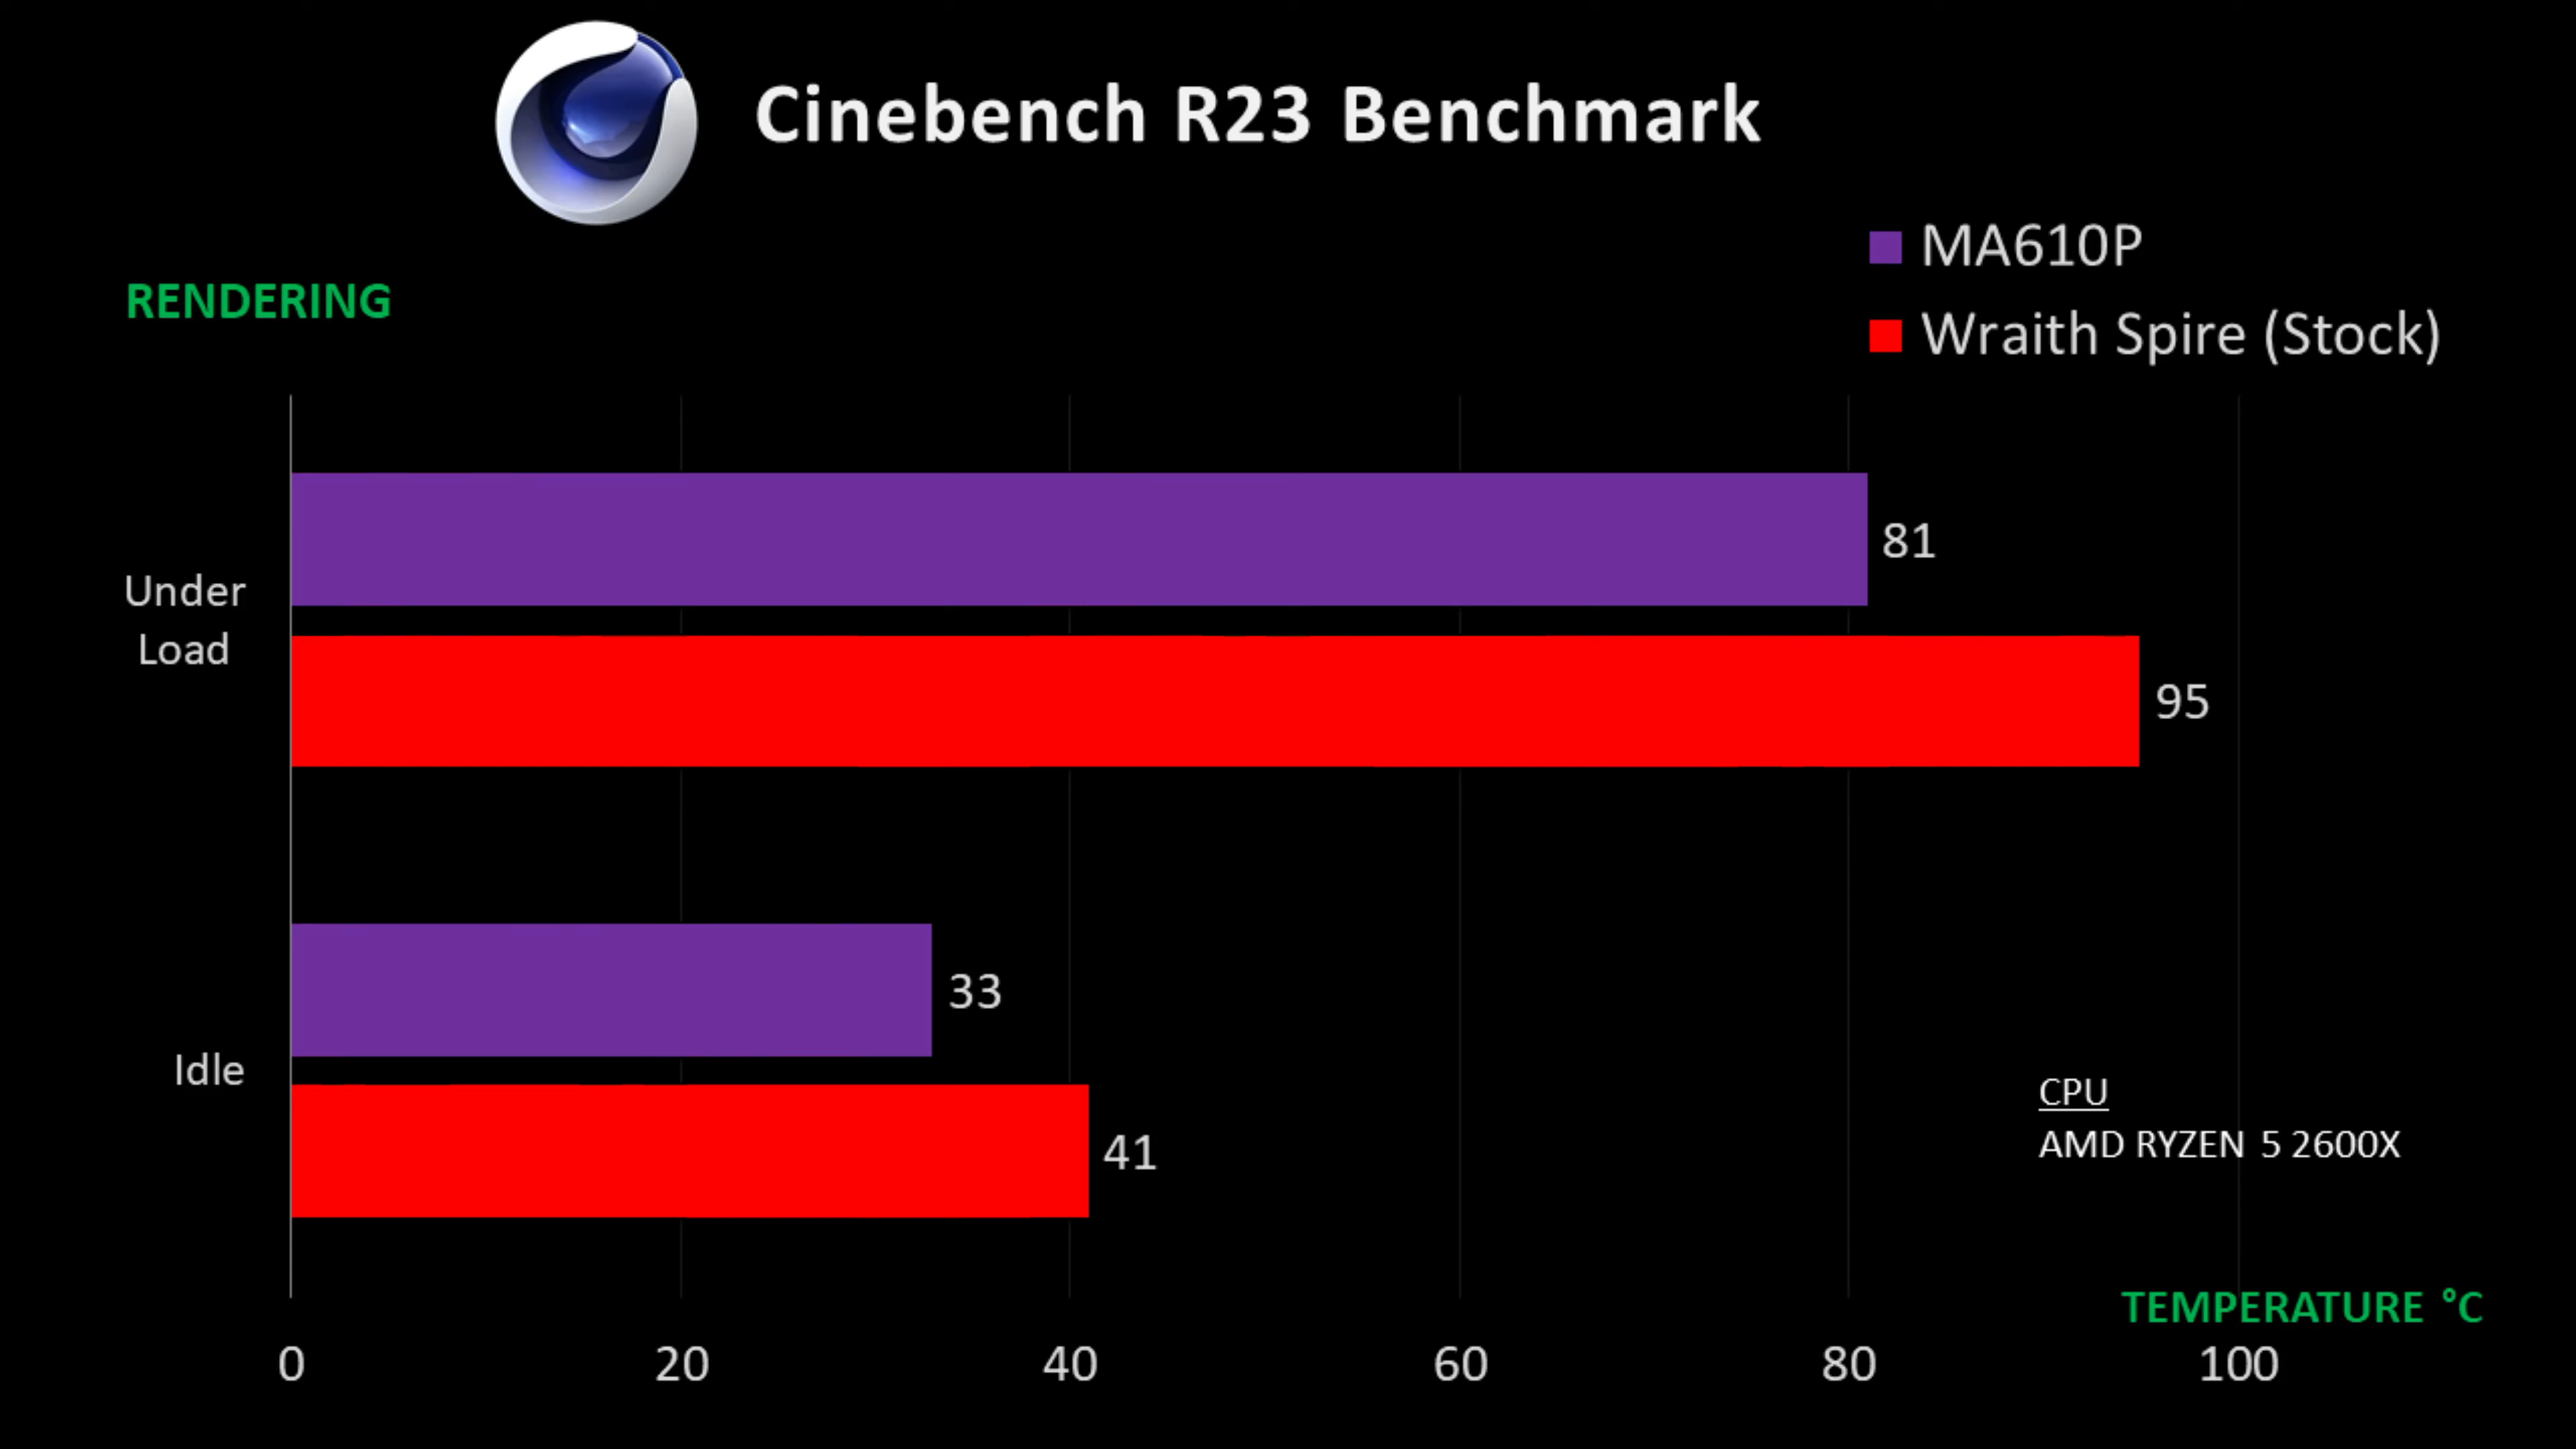 Cinebench R23 Benchmark
MA610P
Wraith Spire (Stock)
RENDERING
Under
Load
81
95
Idle
33
41
CPU
AMD RYZEN 5 2600X
TEMPERATURE °C
0 20 40 60 80 100